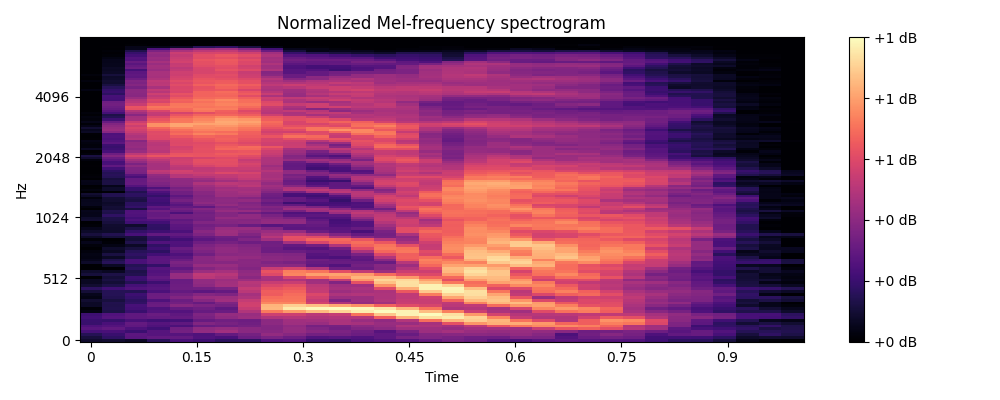 Normalized Mel-frequency spectrogram
Hz
4096
2048
1024
512
0
0 0.15 0.3 0.45 0.6 0.75 0.9
Time
+1 dB
+1 dB
+1 dB
+0 dB
+0 dB
+0 dB